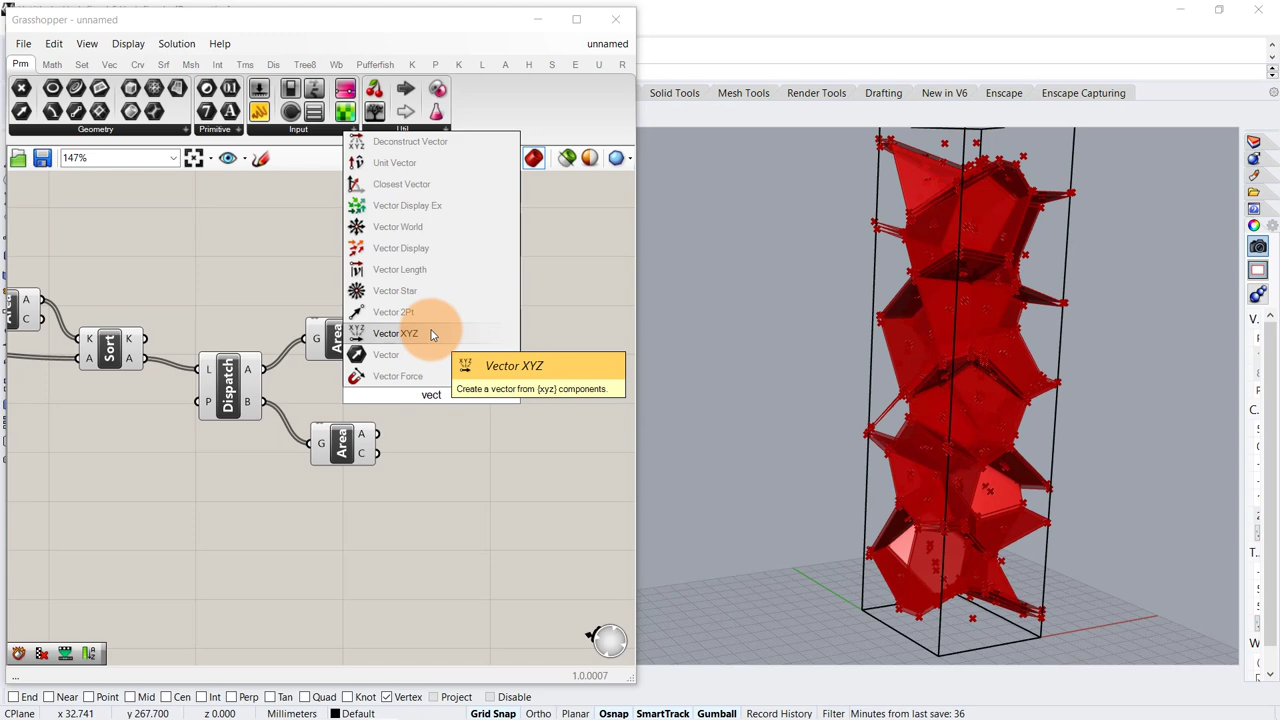 Grasshopper - unnamed
File Edit View Display Solution Help unnamed
Prm Math Set Vec Crv Srf Msh Int Trns Dis Tree8 Wb Pufferfish K P K L A H S E U R
Geometry Primitive Input Util
147%
Solid Tools Mesh Tools Render Tools Drafting New in V6 Enscape Enscape Capturing
Deconstruct Vector
Unit Vector
Closest Vector
Vector Display Ex
Vector World
Vector Display
Vector Length
Vector Star
Vector 2Pt
Vector XYZ
Vector
Vector Force
vect
Vector XYZ
Create a vector from {xyz} components.
Area A C
K A Sort K A
L P Dispatch A B
G Area
G Area A C
V.
C.
T...
W
... 1.0.0007
End Near Point Mid Cen Int Perp Tan Quad Knot Vertex Project Disable
CPlane x 32.741 y 267.700 z 0.000 Millimeters Default Grid Snap Ortho Planar Osnap SmartTrack Gumball Record History Filter Minutes from last save: 36